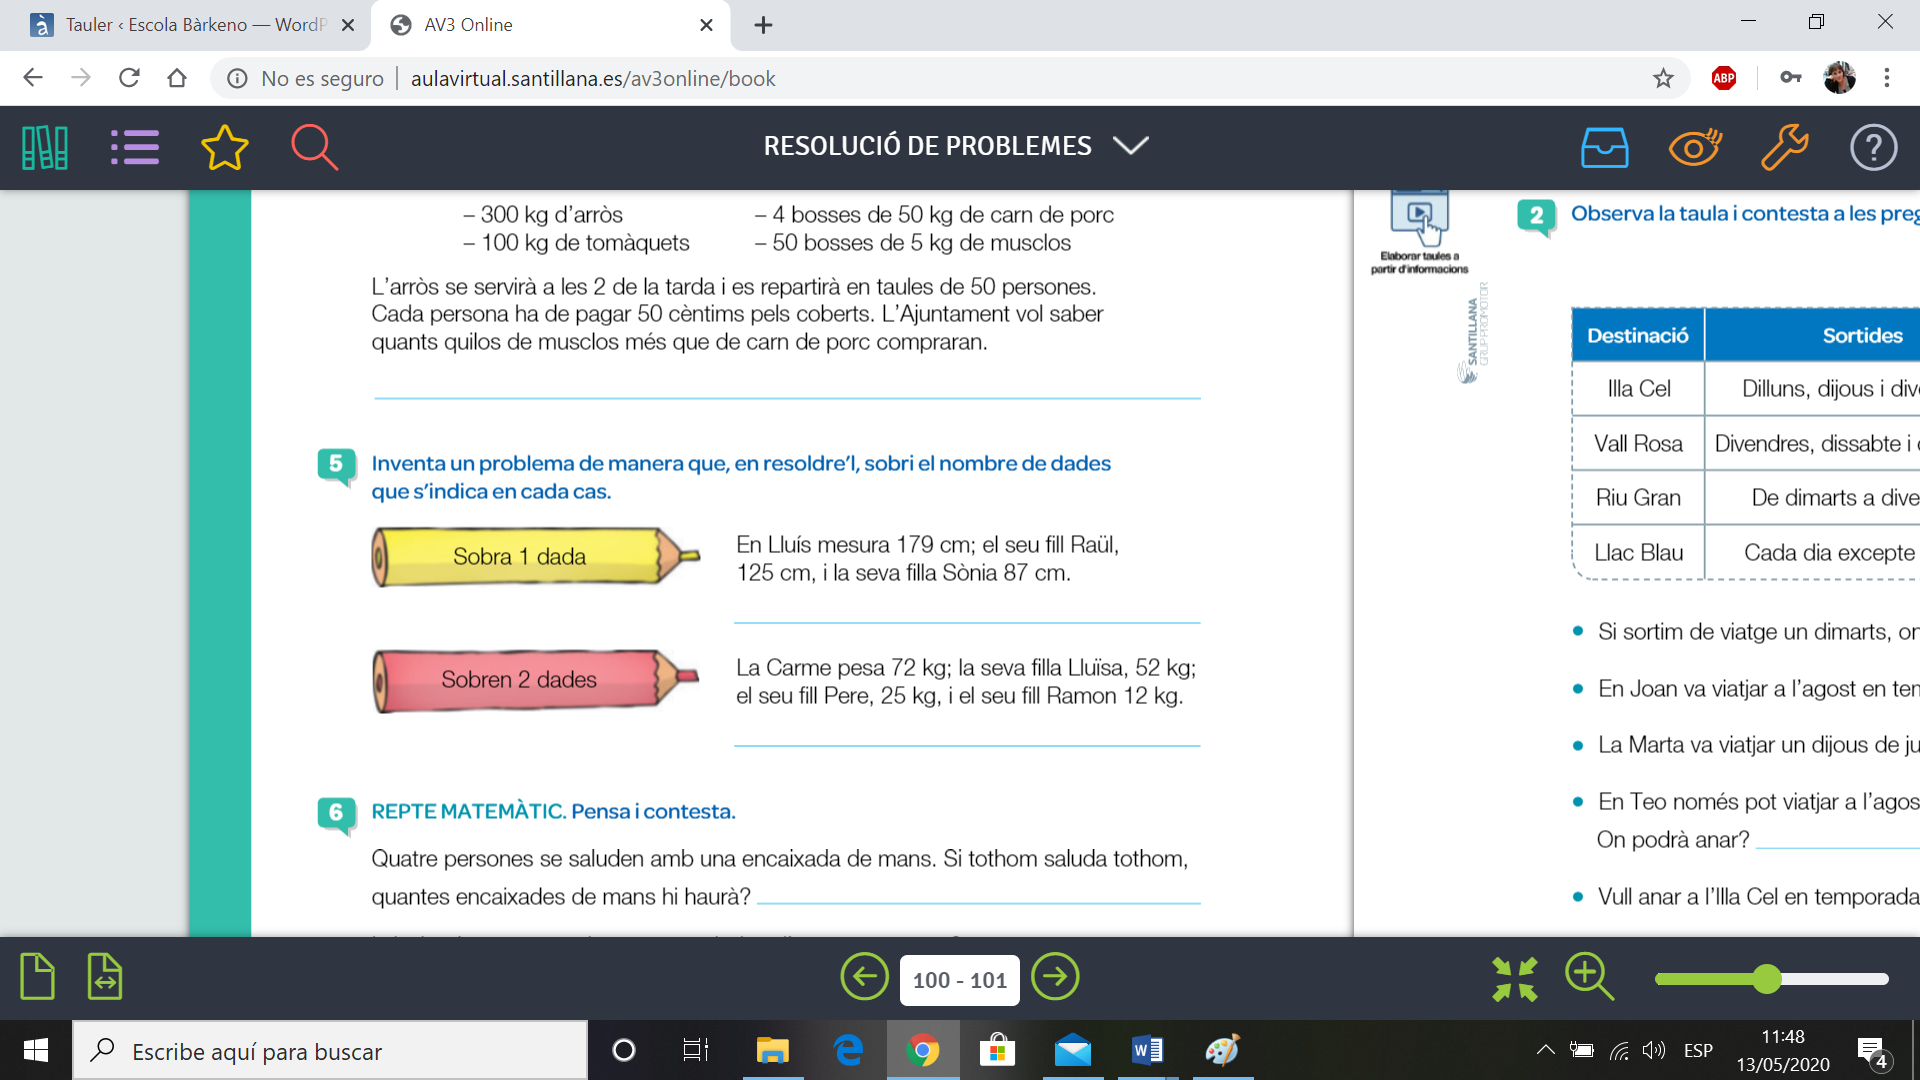 Tauler ‹ Escola Bàrkeno — WordP
AV3 Online
No es seguro
aulavirtual.santillana.es/av3online/book
ABP
RESOLUCIÓ DE PROBLEMES
– 300 kg d'arròs
– 4 bosses de 50 kg de carn de porc
– 100 kg de tomàquets
– 50 bosses de 5 kg de musclos
L'arròs se servirà a les 2 de la tarda i es repartirà en taules de 50 persones.
Cada persona ha de pagar 50 cèntims pels coberts. L'Ajuntament vol saber
quants quilos de musclos més que de carn de porc compraran.
5
Inventa un problema de manera que, en resoldre'l, sobri el nombre de dades
que s'indica en cada cas.
Sobra 1 dada
En Lluís mesura 179 cm; el seu fill Raül,
125 cm, i la seva filla Sònia 87 cm.
Sobren 2 dades
La Carme pesa 72 kg; la seva filla Lluïsa, 52 kg;
el seu fill Pere, 25 kg, i el seu fill Ramon 12 kg.
6
REPTE MATEMÀTIC. Pensa i contesta.
Quatre persones se saluden amb una encaixada de mans. Si tothom saluda tothom,
quantes encaixades de mans hi haurà?
Elaborar taules a
partir d'informacions
SANTILLANA
GRUP PROMOTOR
2
Observa la taula i contesta a les preg
Destinació
Sortides
Illa Cel
Dilluns, dijous i div
Vall Rosa
Divendres, dissabte i
Riu Gran
De dimarts a dive
Llac Blau
Cada dia excepte
Si sortim de viatge un dimarts, on
En Joan va viatjar a l'agost en tem
La Marta va viatjar un dijous de ju
En Teo només pot viatjar a l'agos
On podrà anar?
Vull anar a l'Illa Cel en temporada
100 - 101
Escribe aquí para buscar
ESP
11:48
13/05/2020
4